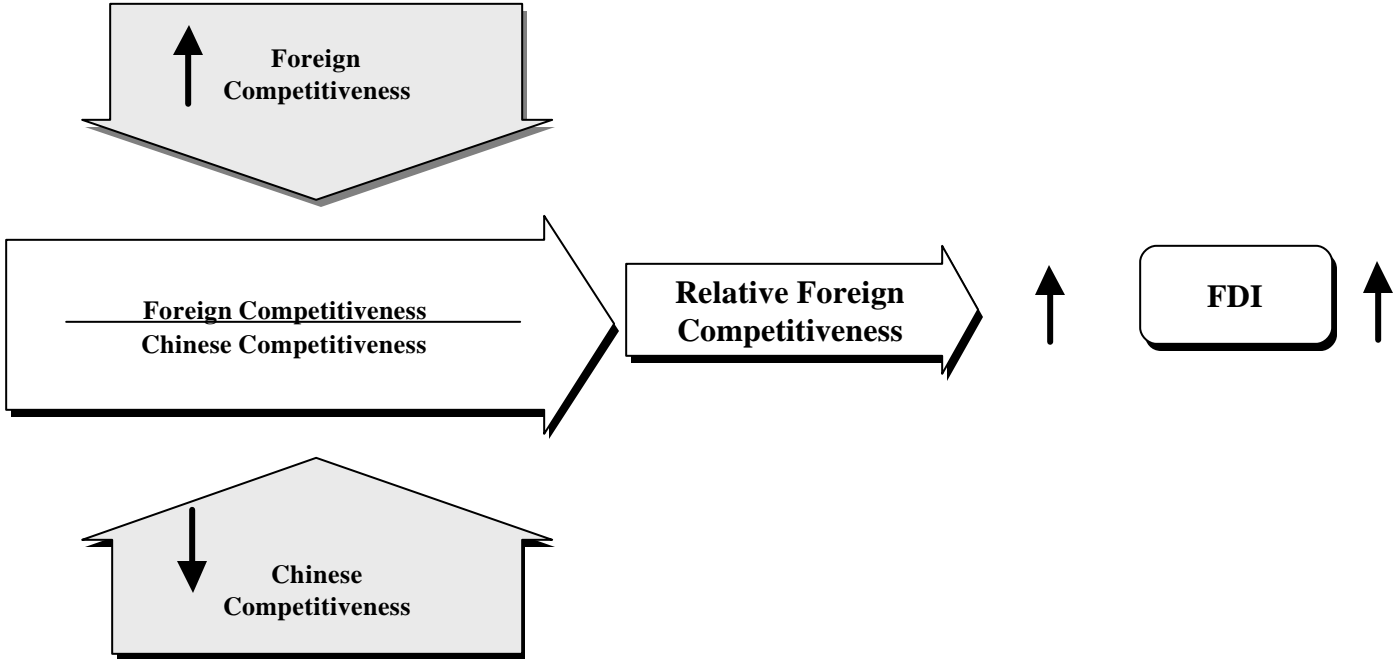 Foreign
Competitiveness
Foreign Competitiveness
Chinese Competitiveness
Relative Foreign
Competitiveness
FDI
Chinese
Competitiveness